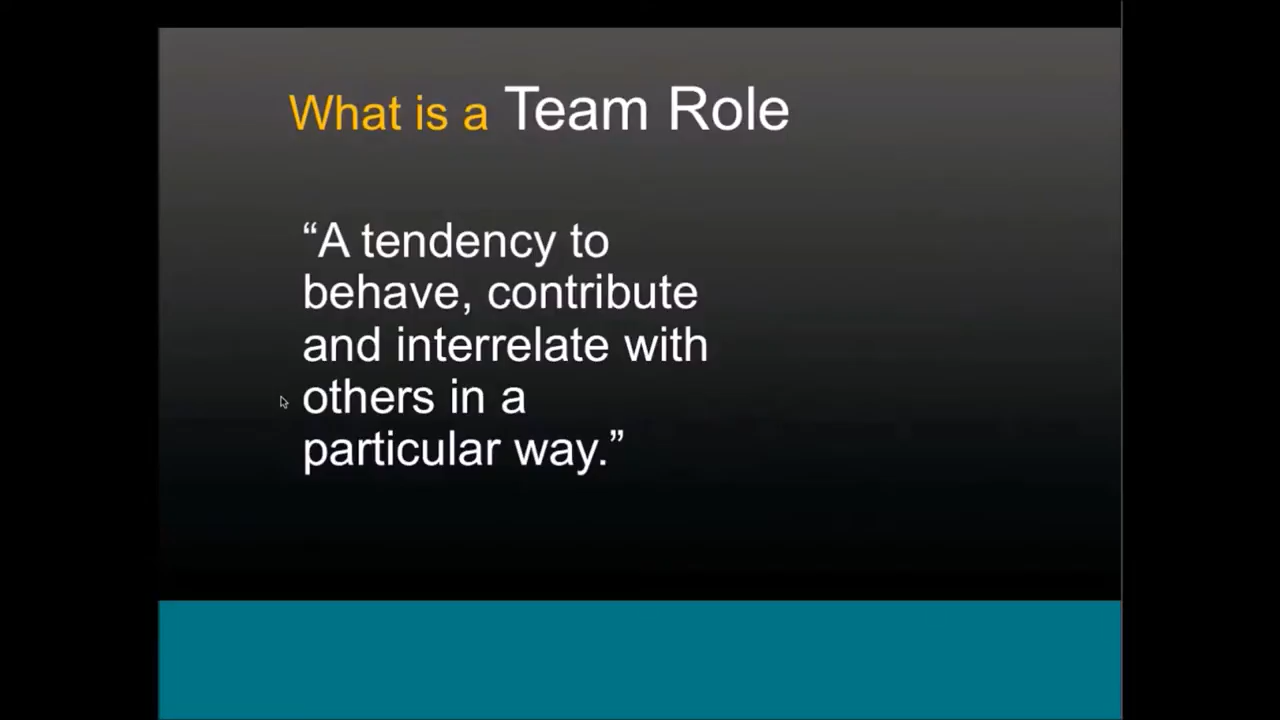 What is a Team Role
“A tendency to
behave, contribute
and interrelate with
others in a
particular way.”